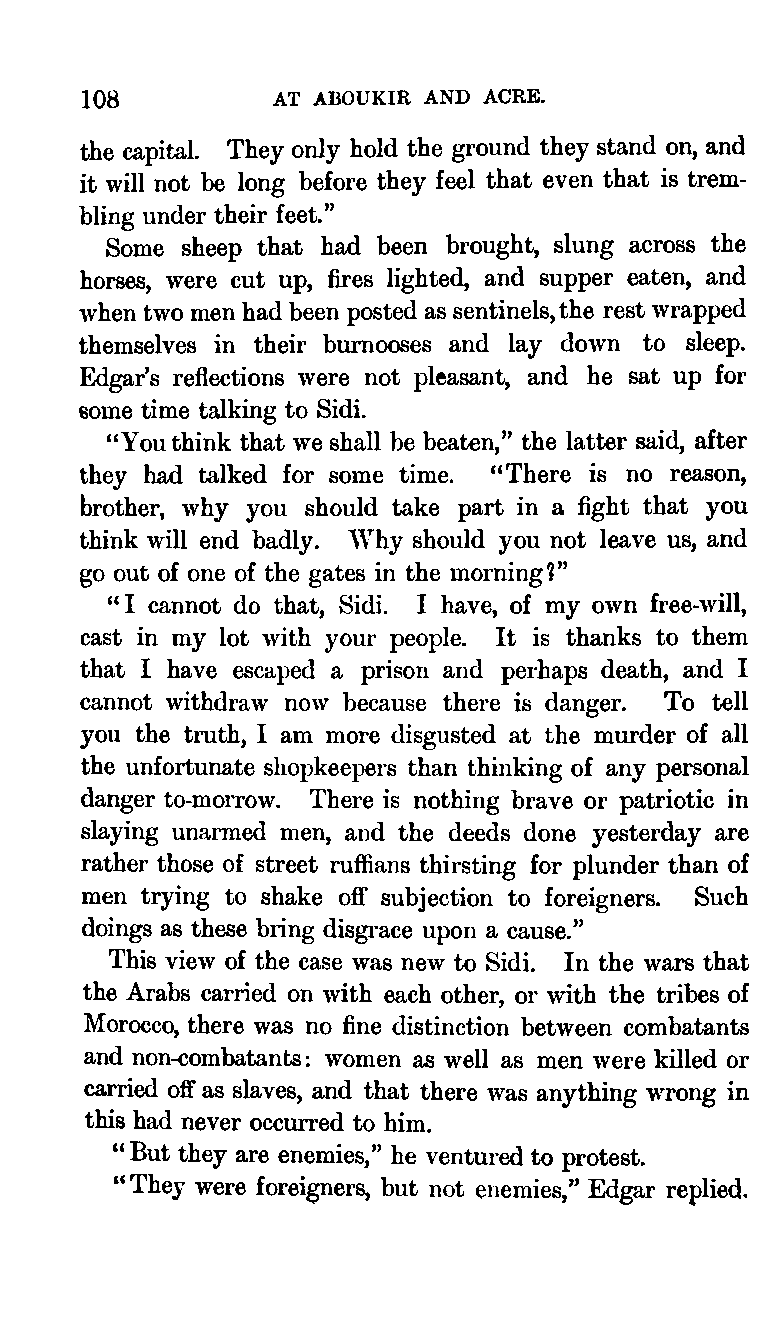 108 AT ABOUKIR AND ACRE.
the capital. They only hold the ground they stand on, and
it will not be long before they feel that even that is trem-
bling under their feet.”
Some sheep that had been brought, slung across the
horses, were cut up, fires lighted, and supper eaten, and
when two men had been posted as sentinels, the rest wrapped
themselves in their burnooses and lay down to sleep.
Edgar's reflections were not pleasant, and he sat up for
some time talking to Sidi.
“You think that we shall be beaten,” the latter said, after
they had talked for some time. “There is no reason,
brother, why you should take part in a fight that you
think will end badly. Why should you not leave us, and
go out of one of the gates in the morning?”
“I cannot do that, Sidi. I have, of my own free-will,
cast in my lot with your people. It is thanks to them
that I have escaped a prison and perhaps death, and I
cannot withdraw now because there is danger. To tell
you the truth, I am more disgusted at the murder of all
the unfortunate shopkeepers than thinking of any personal
danger to-morrow. There is nothing brave or patriotic in
slaying unarmed men, and the deeds done yesterday are
rather those of street ruffians thirsting for plunder than of
men trying to shake off subjection to foreigners. Such
doings as these bring disgrace upon a cause.”
This view of the case was new to Sidi. In the wars that
the Arabs carried on with each other, or with the tribes of
Morocco, there was no fine distinction between combatants
and non-combatants: women as well as men were killed or
carried off as slaves, and that there was anything wrong in
this had never occurred to him.
“But they are enemies,” he ventured to protest.
“They were foreigners, but not enemies,” Edgar replied.